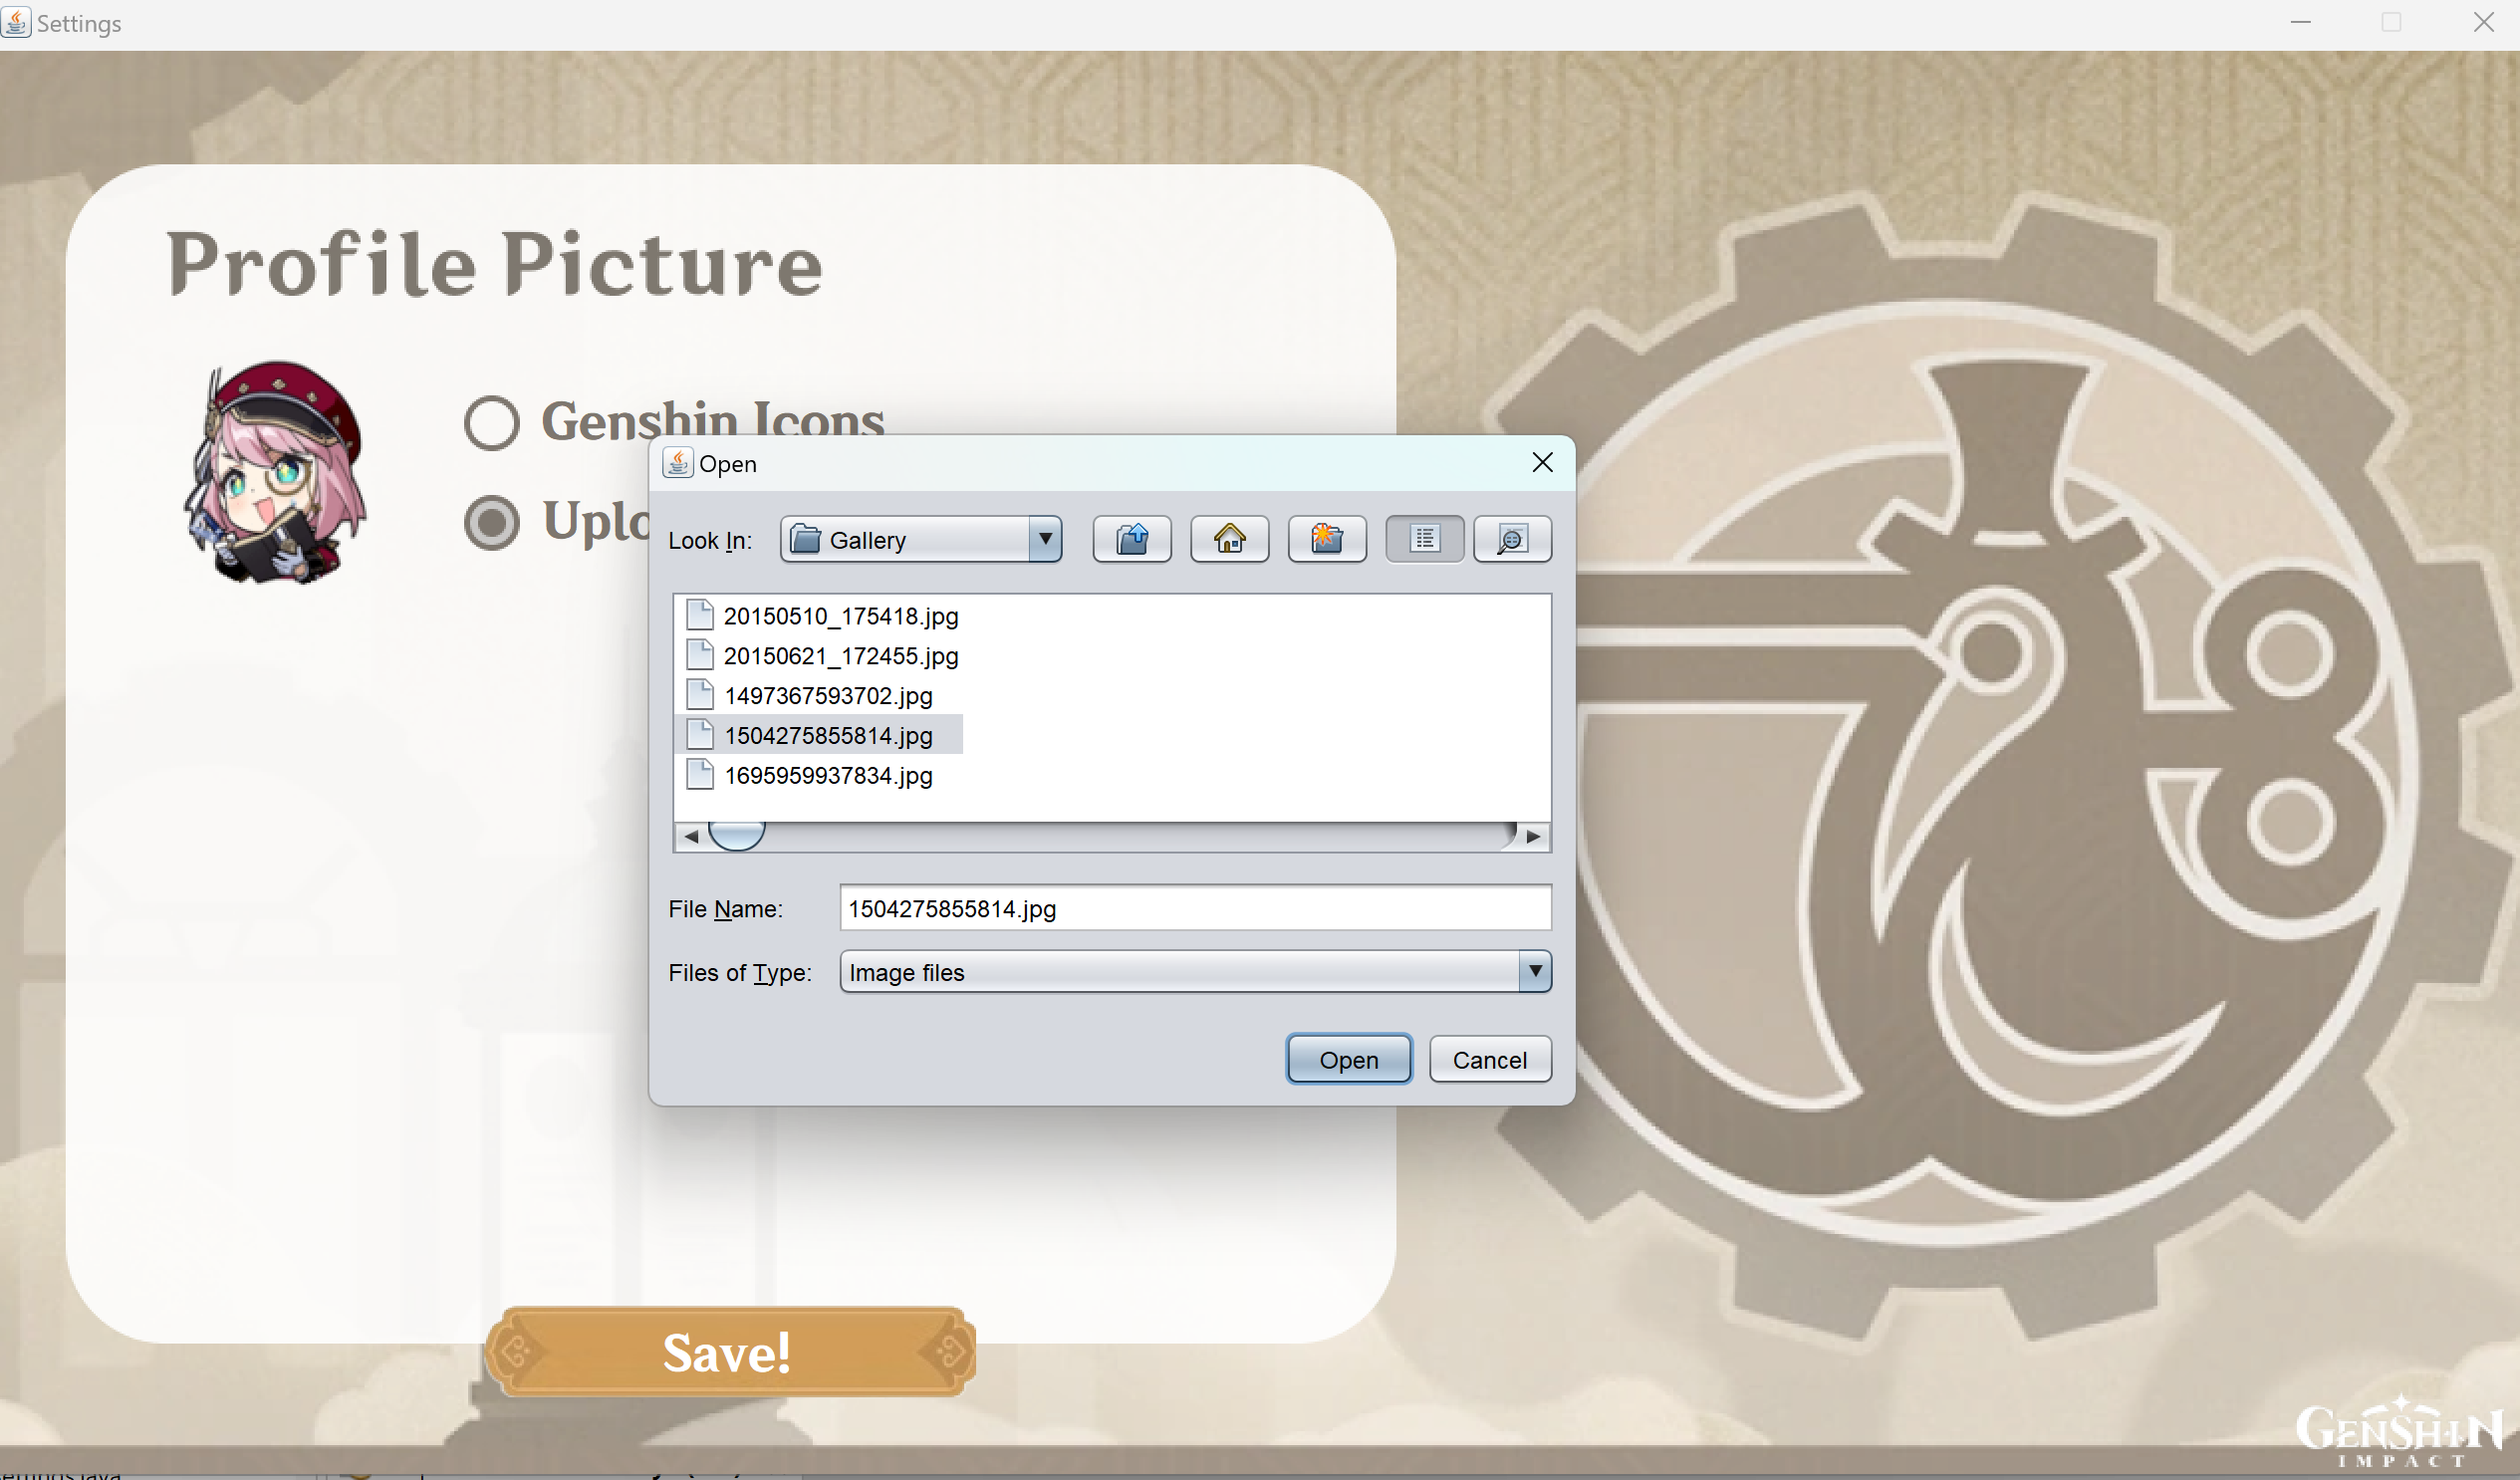 Settings
Profile Picture
Genshin Icons
Uplo
Open
Look In:
Gallery
20150510_175418.jpg
20150621_172455.jpg
1497367593702.jpg
1504275855814.jpg
1695959937834.jpg
File Name:
1504275855814.jpg
Files of Type:
Image files
Open
Cancel
Save!
GENSHIN
IMPACT